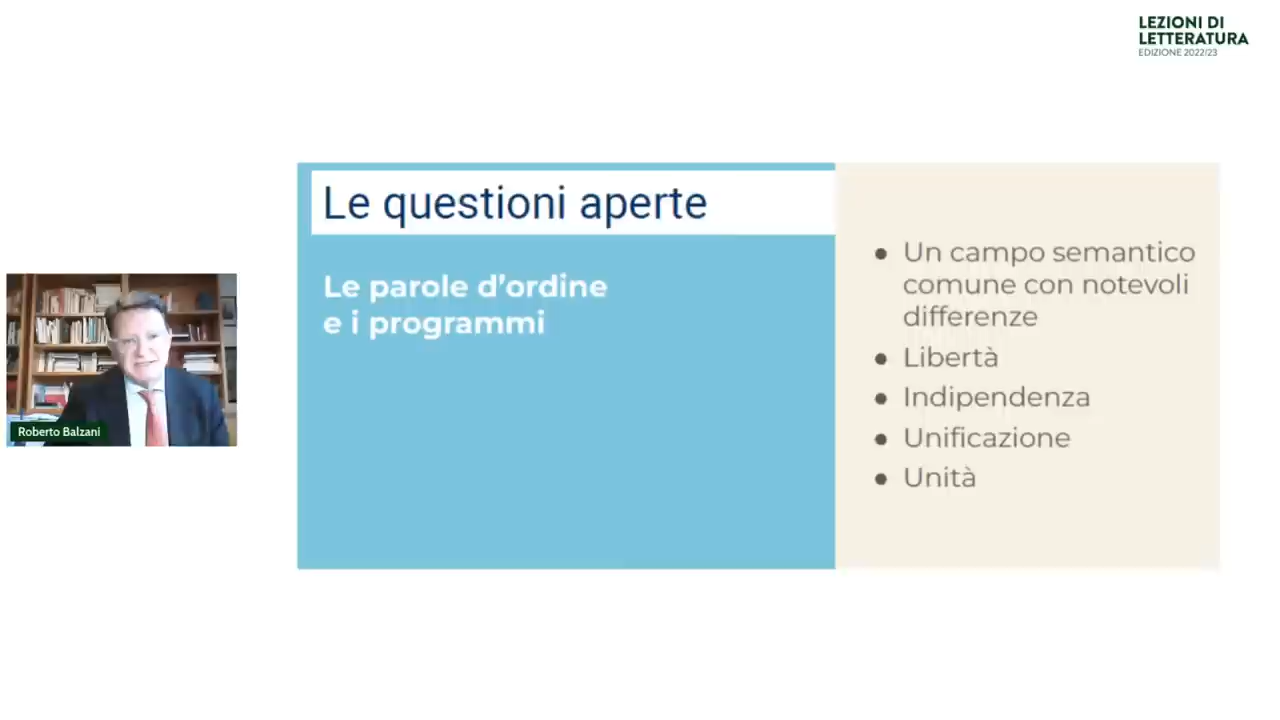 LEZIONI DI
LETTERATURA
EDIZIONE 2022/23
Le questioni aperte
Le parole d’ordine
e i programmi
● Un campo semantico
comune con notevoli
differenze
● Libertà
● Indipendenza
● Unificazione
● Unità
Roberto Balzani